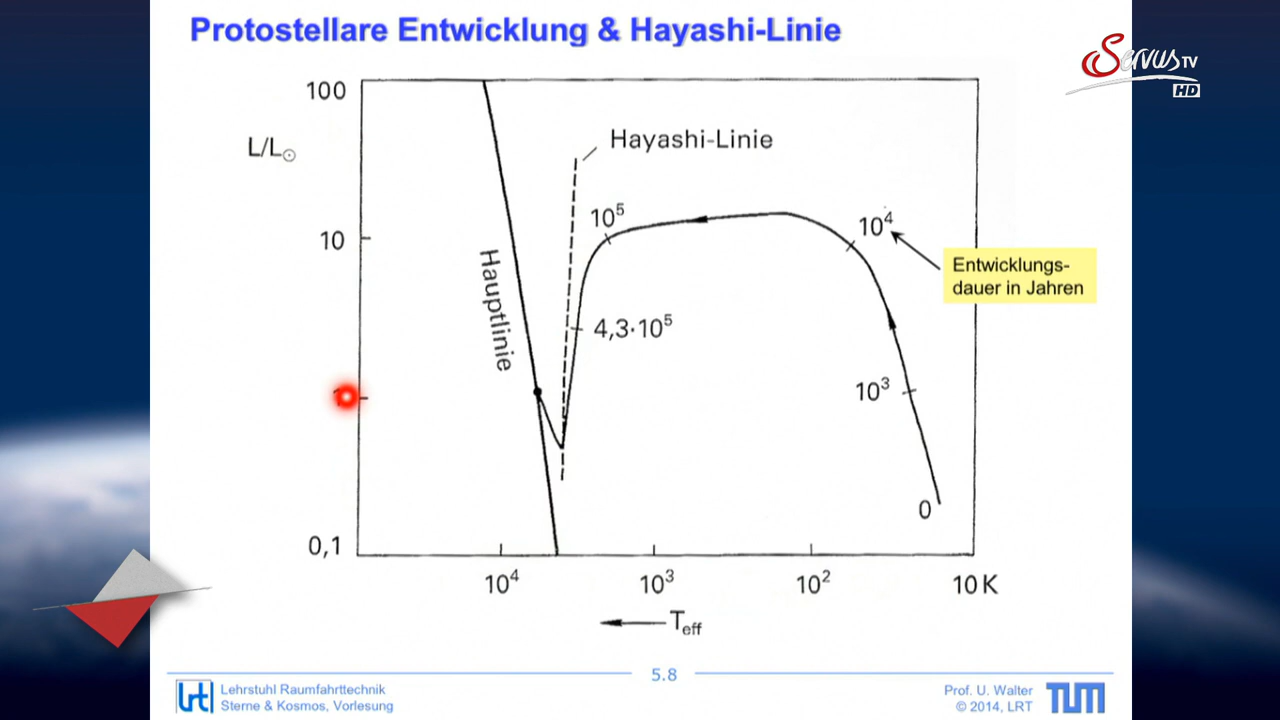 Protostellare Entwicklung & Hayashi-Linie
Servus TV
HD
100
L/L☉
Hayashi-Linie
10⁵
10⁴
10
Entwicklungs-
dauer in Jahren
Hauptlinie
4,3·10⁵
10³
0
0,1
10⁴
10³
10²
10 K
T_eff
5.8
lrt
Lehrstuhl Raumfahrttechnik
Sterne & Kosmos, Vorlesung
Prof. U. Walter
© 2014, LRT
TUM